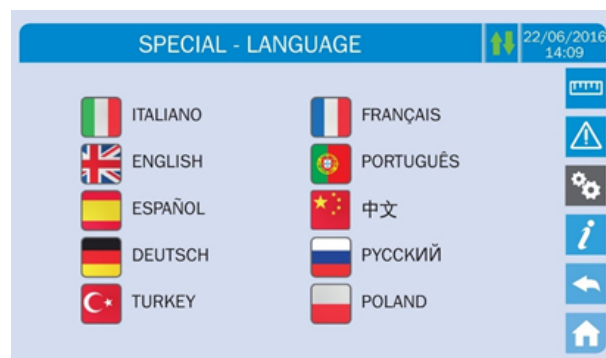 SPECIAL - LANGUAGE
22/06/2016
14:09
ITALIANO
FRANÇAIS
ENGLISH
PORTUGUÊS
ESPAÑOL
中文
DEUTSCH
РУССКИЙ
TURKEY
POLAND
i